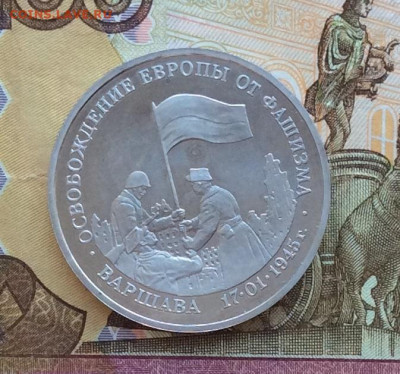 ОСВОБОЖДЕНИЕ ЕВРОПЫ ОТ ФАШИЗМА
· ВАРШАВА 17·01·1945 г. ·